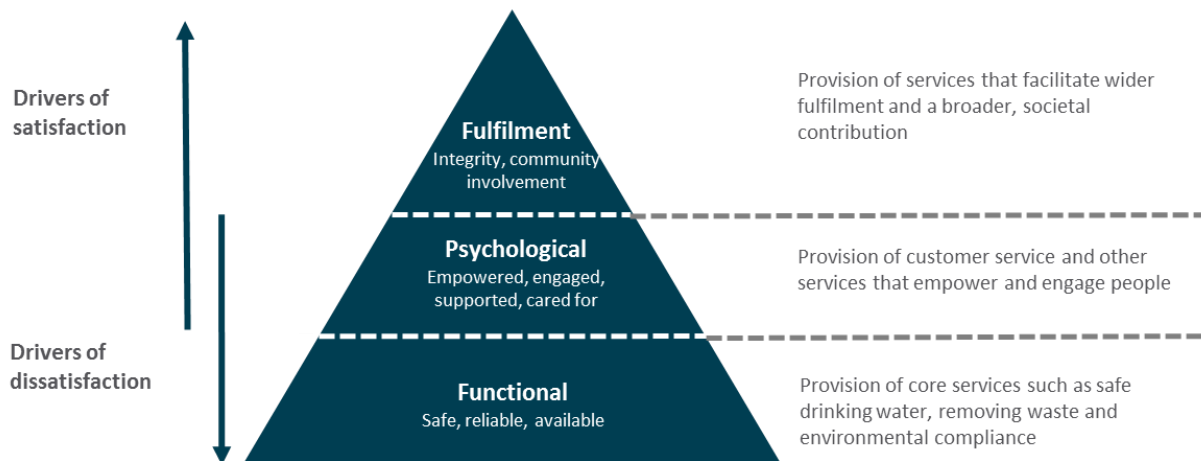 Drivers of
satisfaction
Fulfilment
Integrity, community
involvement
Provision of services that facilitate wider
fulfilment and a broader, societal
contribution
Psychological
Empowered, engaged,
supported, cared for
Provision of customer service and other
services that empower and engage people
Drivers of
dissatisfaction
Functional
Safe, reliable, available
Provision of core services such as safe
drinking water, removing waste and
environmental compliance